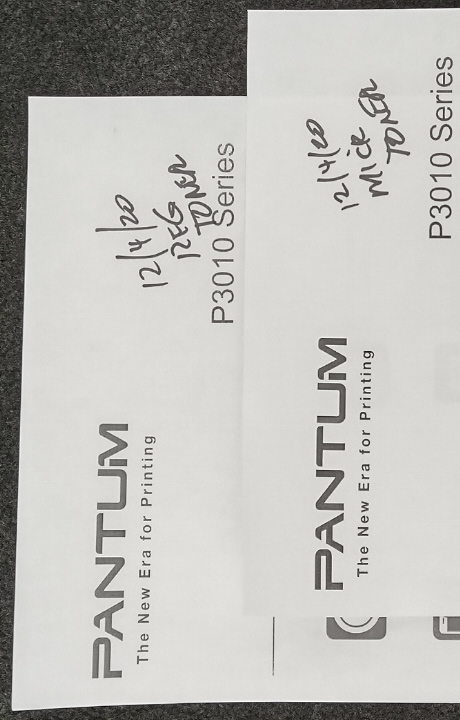 12/4/20
REG
TONER
P3010 Series
PANTUM
The New Era for Printing
12/4/20
MICR
TONER
P3010 Series
PANTUM
The New Era for Printing